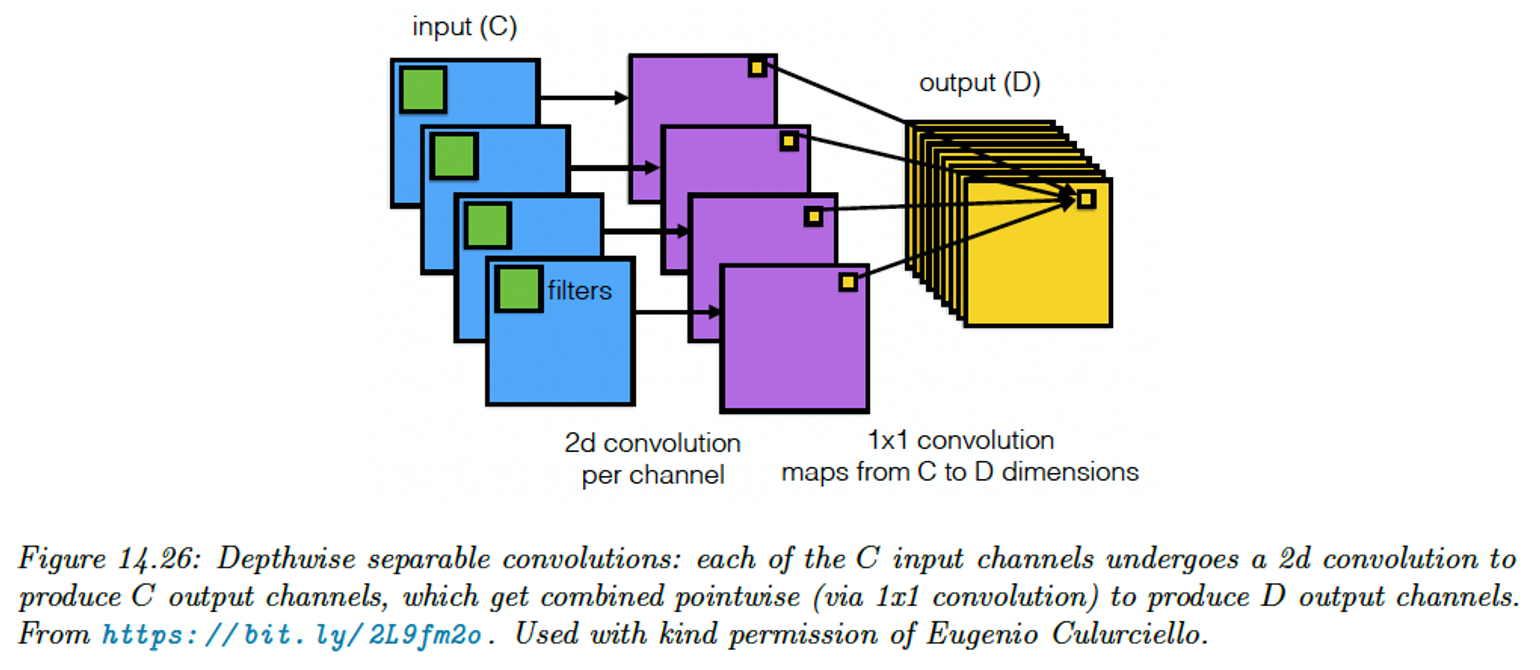 input (C)
output (D)
filters
2d convolution
per channel
1x1 convolution
maps from C to D dimensions
Figure 14.26: Depthwise separable convolutions: each of the C input channels undergoes a 2d convolution to
produce C output channels, which get combined pointwise (via 1x1 convolution) to produce D output channels.
From https://bit.ly/2L9fm2o. Used with kind permission of Eugenio Culurciello.